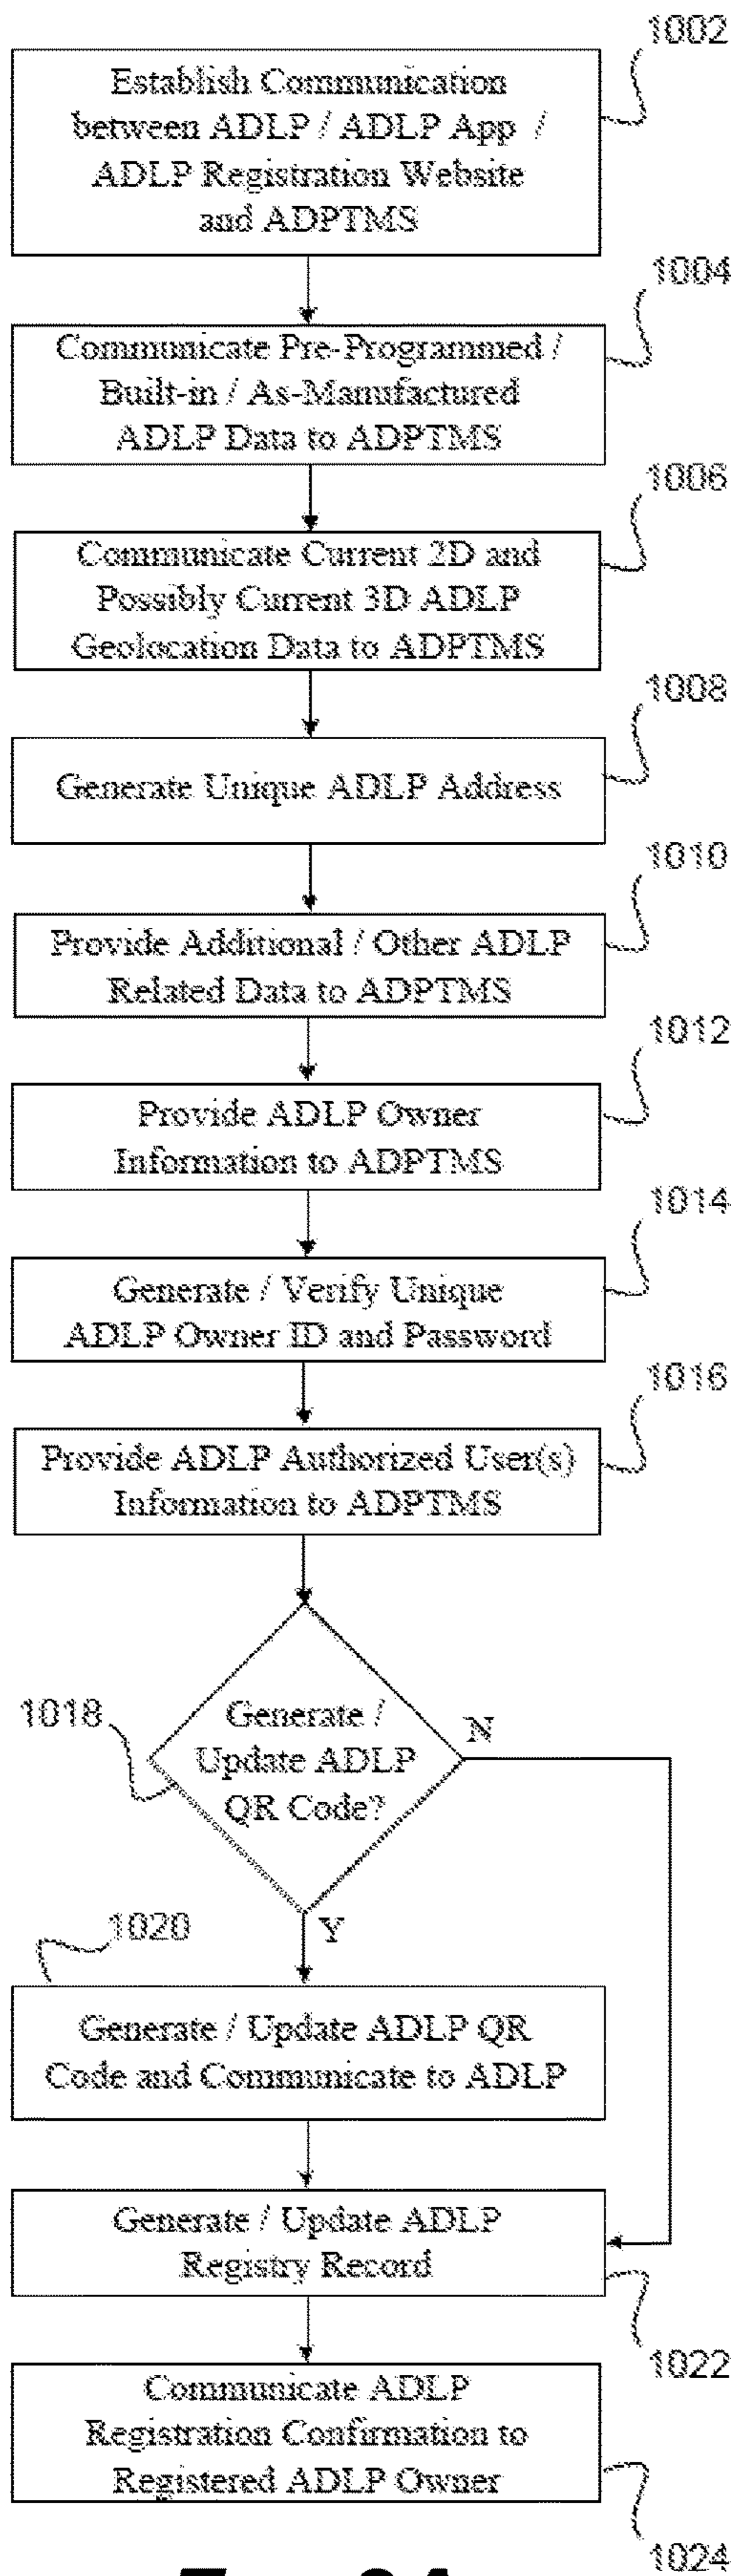 1002
Establish Communication
between ADLP / ADLP App /
ADLP Registration Website
and ADPTMS
1004
Communicate Pre-Programmed /
Built-in / As-Manufactured
ADLP Data to ADPTMS
1006
Communicate Current 2D and
Possibly Current 3D ADLP
Geolocation Data to ADPTMS
1008
Generate Unique ADLP Address
1010
Provide Additional / Other ADLP
Related Data to ADPTMS
1012
Provide ADLP Owner
Information to ADPTMS
1014
Generate / Verify Unique
ADLP Owner ID and Password
1016
Provide ADLP Authorized User(s)
Information to ADPTMS
1018
Generate /
Update ADLP
QR Code?
N
Y
1020
Generate / Update ADLP QR
Code and Communicate to ADLP
Generate / Update ADLP
Registry Record
1022
Communicate ADLP
Registration Confirmation to
Registered ADLP Owner
1024